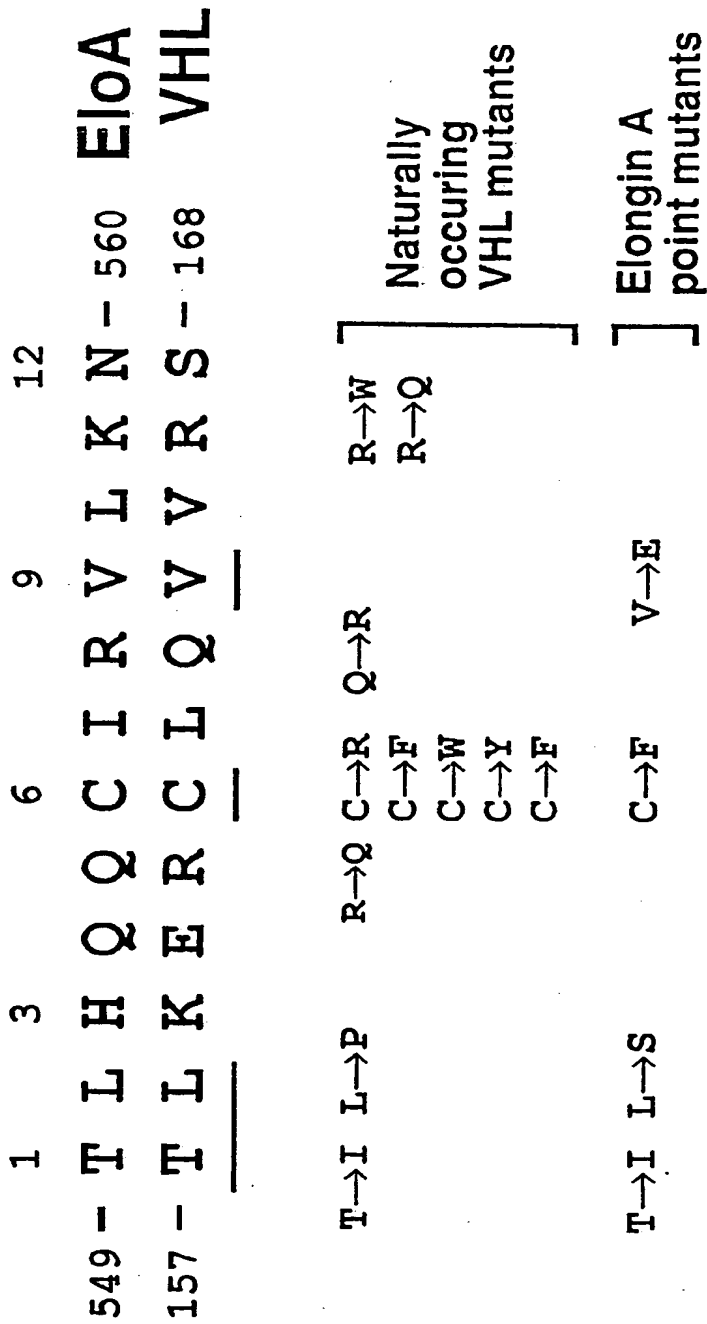 1 3 6 9 12
549 – T L H Q Q C I R V L K N – 560 EloA
157 – T L K E R C L Q V V R S – 168 VHL
T→I L→P R→Q C→R Q→R R→W
C→F R→Q
C→W
C→Y
C→F
Naturally
occuring
VHL mutants
T→I L→S C→F V→E
Elongin A
point mutants